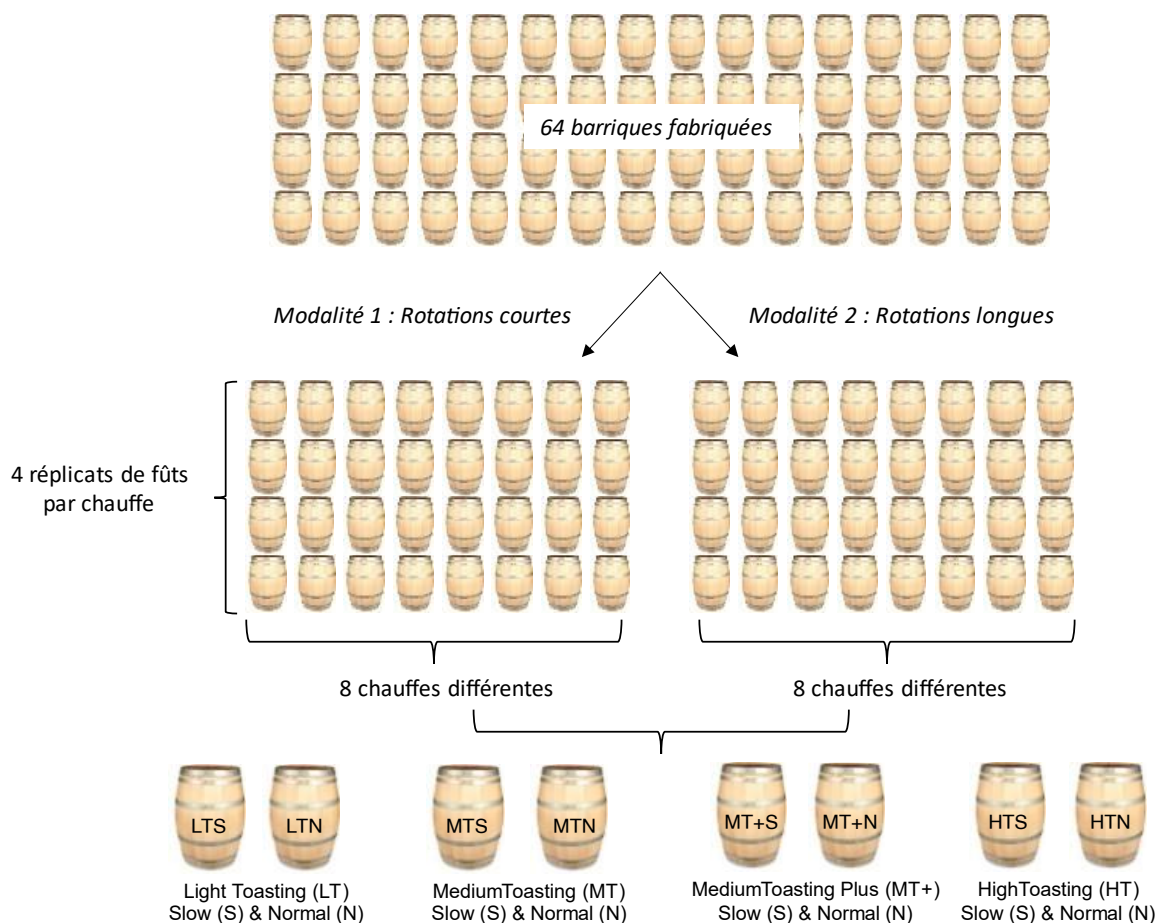 64 barriques fabriquées
Modalité 1 : Rotations courtes
Modalité 2 : Rotations longues
4 réplicats de fûts
par chauffe
8 chauffes différentes
8 chauffes différentes
LTS
LTN
MTS
MTN
MT+S
MT+N
HTS
HTN
Light Toasting (LT)
Slow (S) & Normal (N)
MediumToasting (MT)
Slow (S) & Normal (N)
MediumToasting Plus (MT+)
Slow (S) & Normal (N)
HighToasting (HT)
Slow (S) & Normal (N)